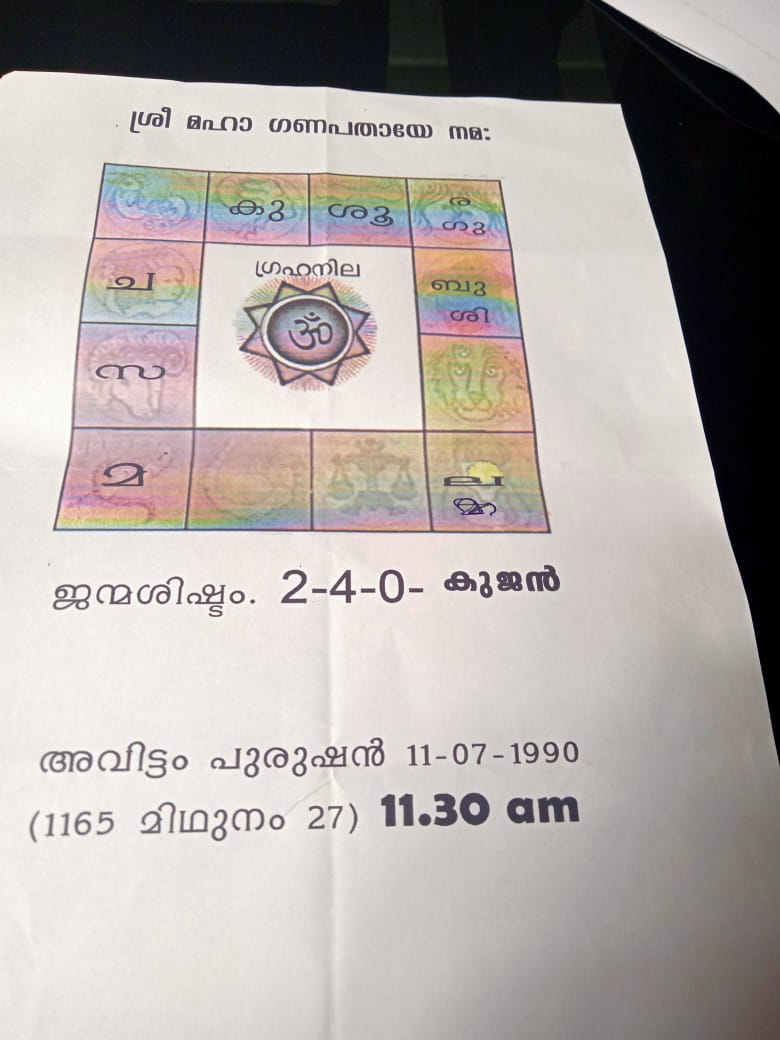 ശ്രീ മഹാ ഗണപതായേ നമ:
കു ശൂ ര
ഗു
ച ഗ്രഹനില ബു
ശി
ॐ
സ
മ ല
ജന്മശിഷ്ടം. 2-4-0- കുജൻ
അവിട്ടം പുരുഷൻ 11-07-1990
(1165 മിഥുനം 27) 11.30 am